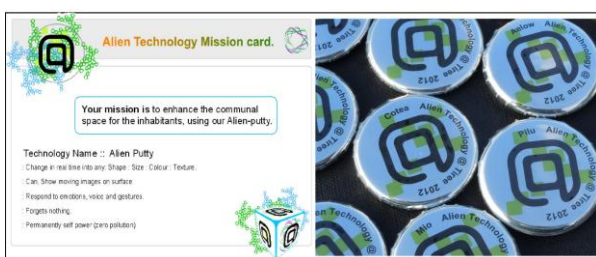 Alien Technology Mission card.
Your mission is to enhance the communal
space for the inhabitants, using our Alien-putty.
Technology Name :: Alien Putty
: Change in real time into any: Shape : Size : Colour : Texture.
: Can, Show moving images on surface
: Respond to emotions, voice and gestures.
: Forgets nothing.
: Permanently self power (zero pollution)
Alien Technology @ Tiree 2012
Cotea Alien Technology @ Tiree 2012
Pilu Alien Technology @ Tiree 2012
Mio Alien Technology @